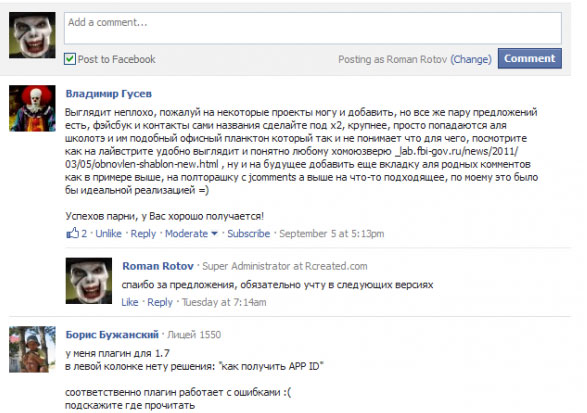 Add a comment...
Post to Facebook
Posting as Roman Rotov (Change)
Comment
Владимир Гусев
Выглядит неплохо, пожалуй на некоторые проекты могу и добавить, но все же пару предложений
есть, фэйсбук и контакты сами названия сделайте под x2, крупнее, просто попадаются аля
школотэ и им подобный офисный планктон который так и не понимает что для чего, посмотрите
как на лайвстрите удобно выглядит и понятно любому хомоюзверю _lab.fbi-gov.ru/news/2011/
03/05/obnovlen-shablon-new.html , ну и на будущее добавить еще вкладку аля родных комментов
как в примере выше, на полторашку с jcomments а выше на что-то подходящее, по моему это было
бы идеальной реализацией =)
Успехов парни, у Вас хорошо получается!
2 · Unlike · Reply · Moderate · Subscribe · September 5 at 5:13pm
Roman Rotov · Super Administrator at Rcreated.com
спаибо за предложения, обязательно учту в следующих версиях
Like · Reply · Tuesday at 7:14am
Борис Бужанский · Лицей 1550
у меня плагин для 1.7
в левой колонке нету решения: "как получить APP ID"
соответственно плагин работает с ошибками :(
подскажите где прочитать